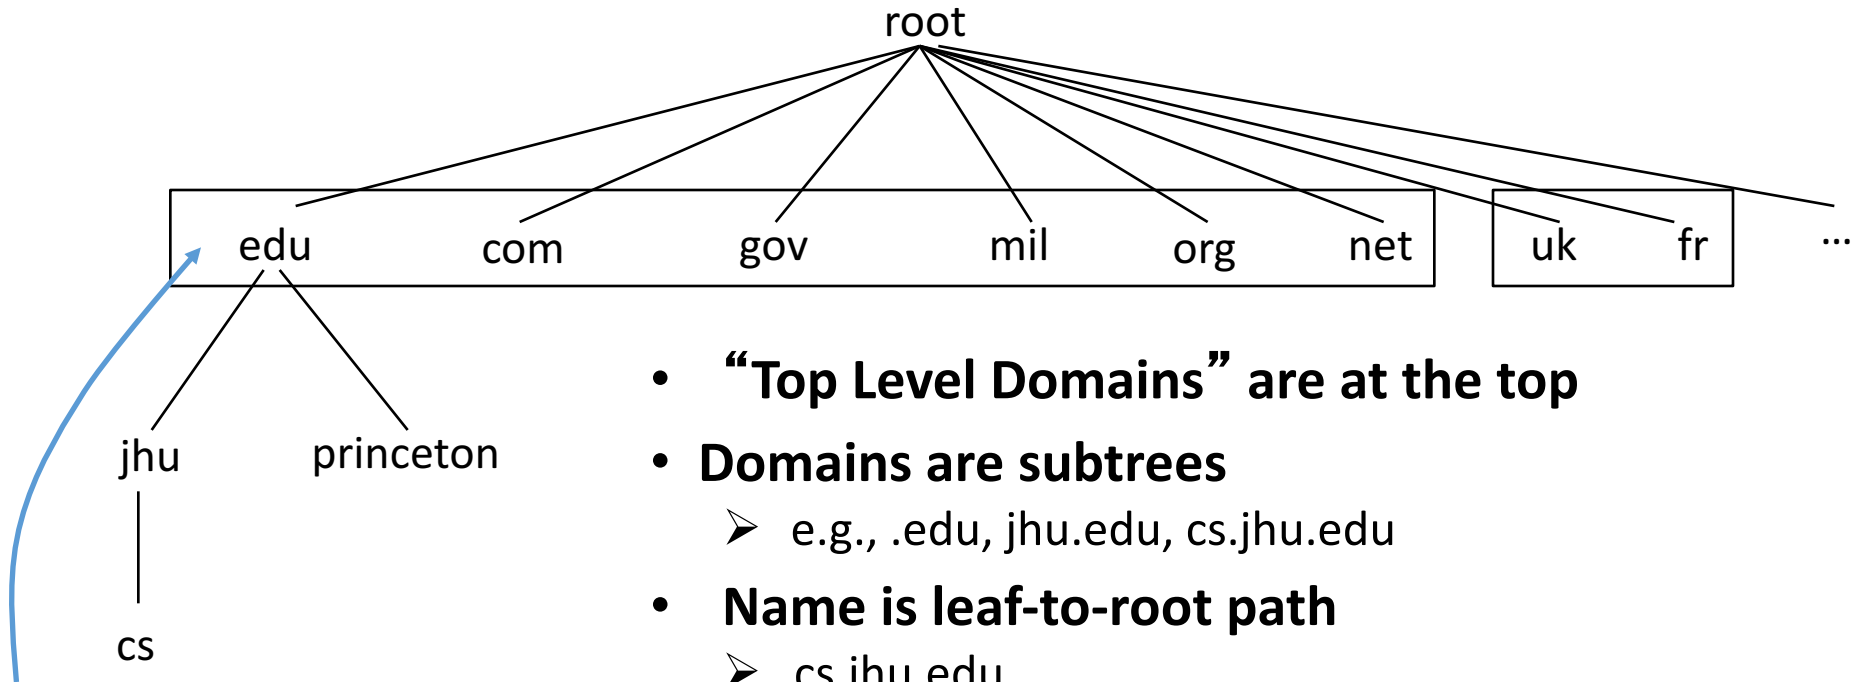 root
edu com gov mil org net uk fr ...
• “Top Level Domains” are at the top
jhu princeton
• Domains are subtrees
➢ e.g., .edu, jhu.edu, cs.jhu.edu
• Name is leaf-to-root path
cs
➢ cs.jhu.edu